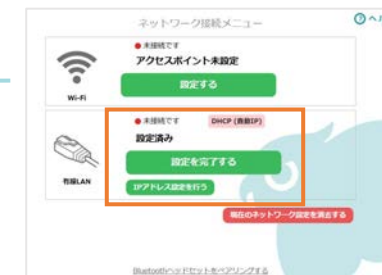 ネットワーク接続メニュー
ヘル
未接続です
アクセスポイント未設定
設定する
Wi-Fi
未接続です
DHCP (自動IP)
設定済み
設定を完了する
有線LAN
IPアドレス設定を行う
現在のネットワーク設定を消去する
Bluetoothヘッドセットをペアリングする